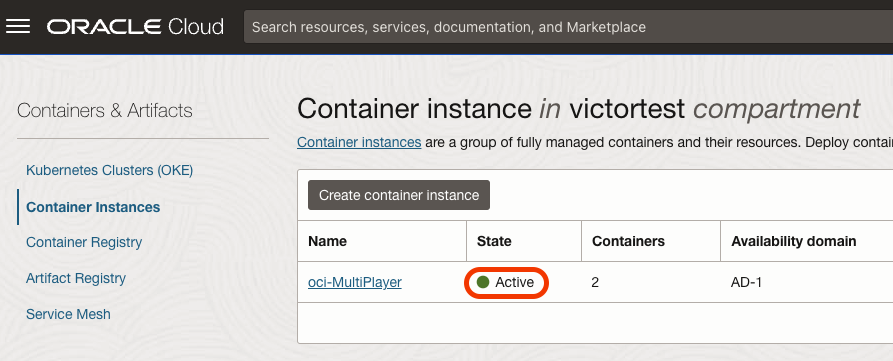 ORACLE Cloud
Search resources, services, documentation, and Marketplace
Containers & Artifacts
Kubernetes Clusters (OKE)
Container Instances
Container Registry
Artifact Registry
Service Mesh
Container instance in victortest compartment
Container instances are a group of fully managed containers and their resources. Deploy
Create container instance
Name State Containers Availability domain
oci-MultiPlayer Active 2 AD-1